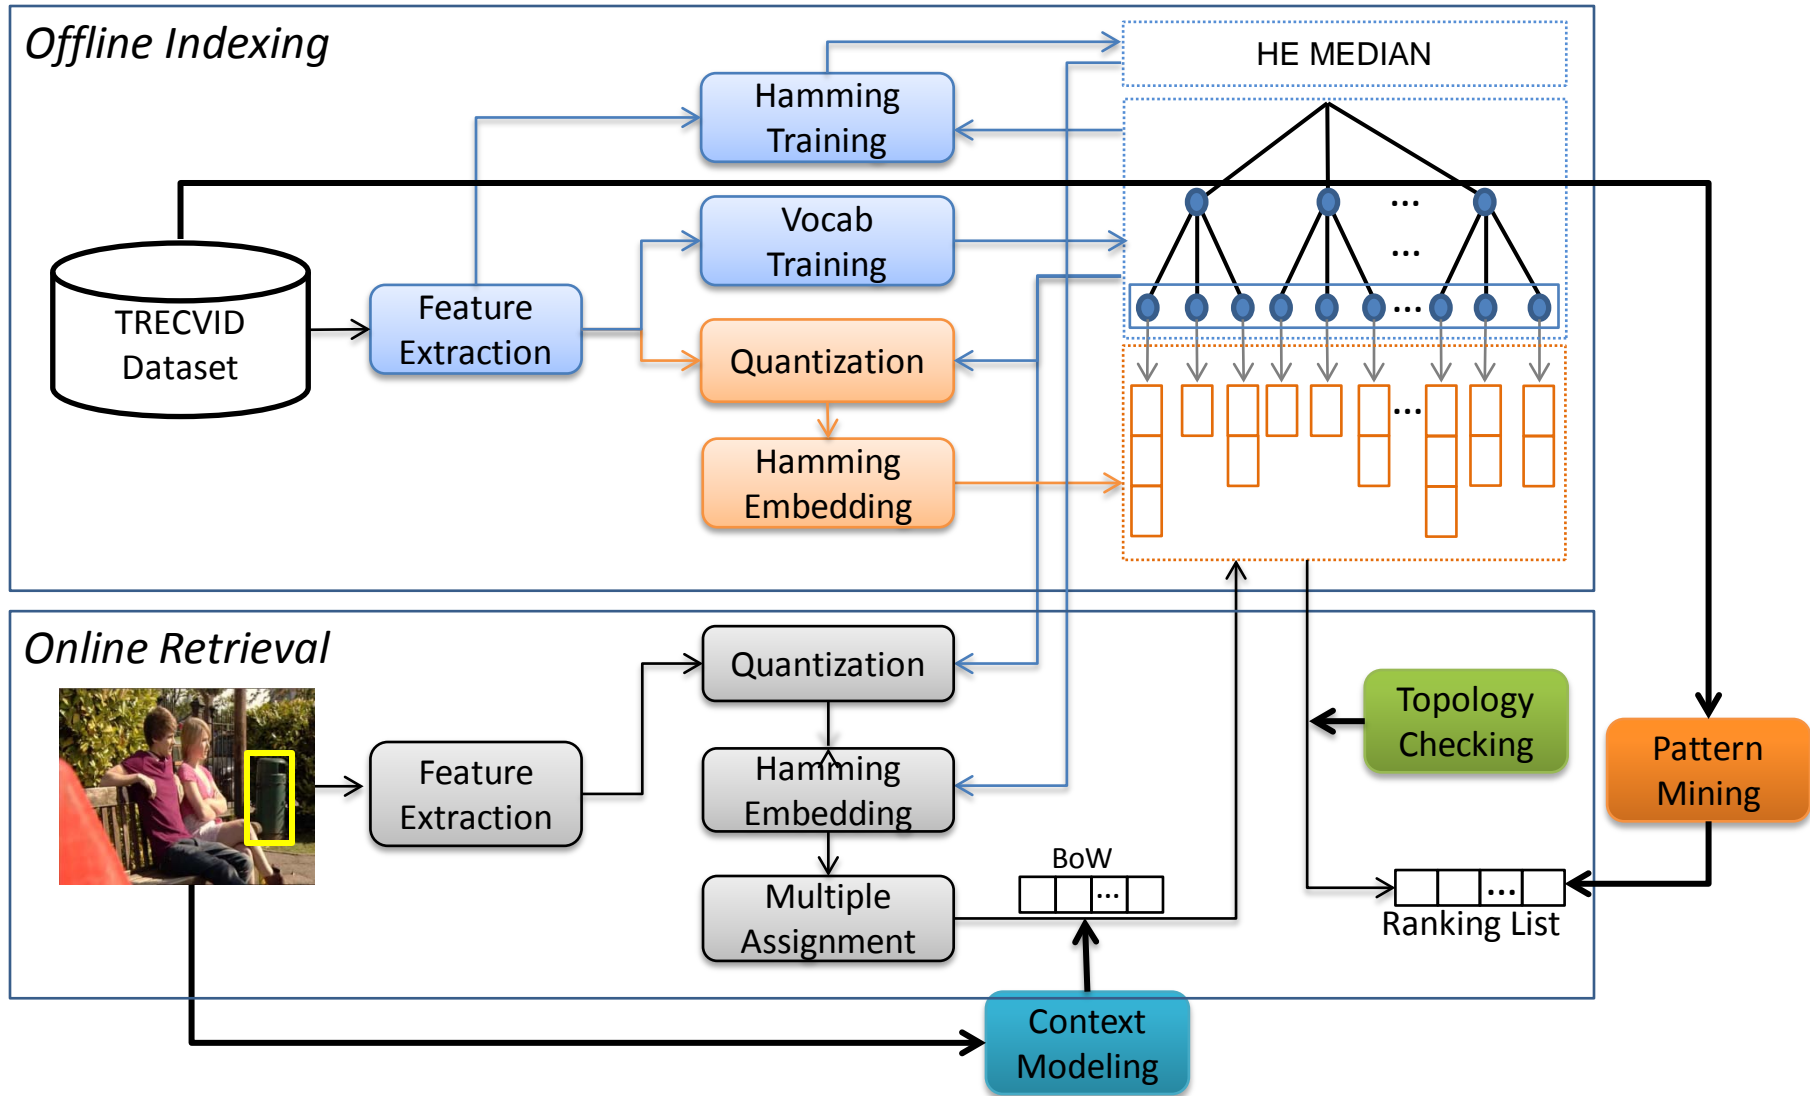 Offline Indexing
HE MEDIAN
Hamming
Training
...
Vocab
Training
...
TRECVID
Dataset
Feature
Extraction
...
Quantization
...
Hamming
Embedding
Online Retrieval
Quantization
Topology
Checking
Pattern
Mining
Feature
Extraction
Hamming
Embedding
BoW
...
Multiple
Assignment
...
Ranking List
Context
Modeling